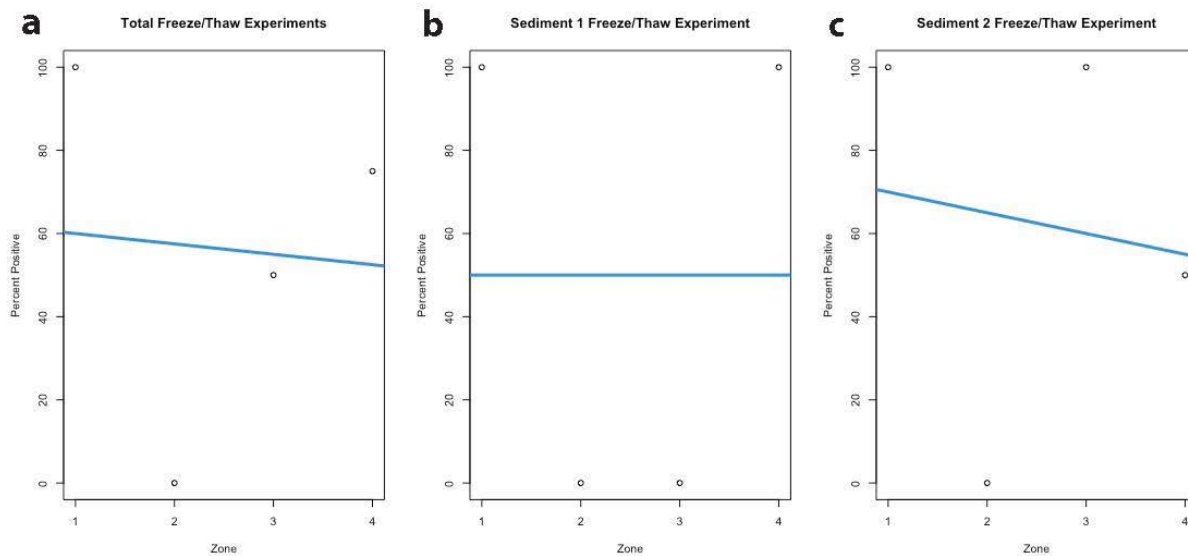 a
Total Freeze/Thaw Experiments
Percent Positive
100
80
60
40
20
0
1 2 3 4
Zone
b
Sediment 1 Freeze/Thaw Experiment
Percent Positive
100
80
60
40
20
0
1 2 3 4
Zone
c
Sediment 2 Freeze/Thaw Experiment
Percent Positive
100
80
60
40
20
0
1 2 3 4
Zone